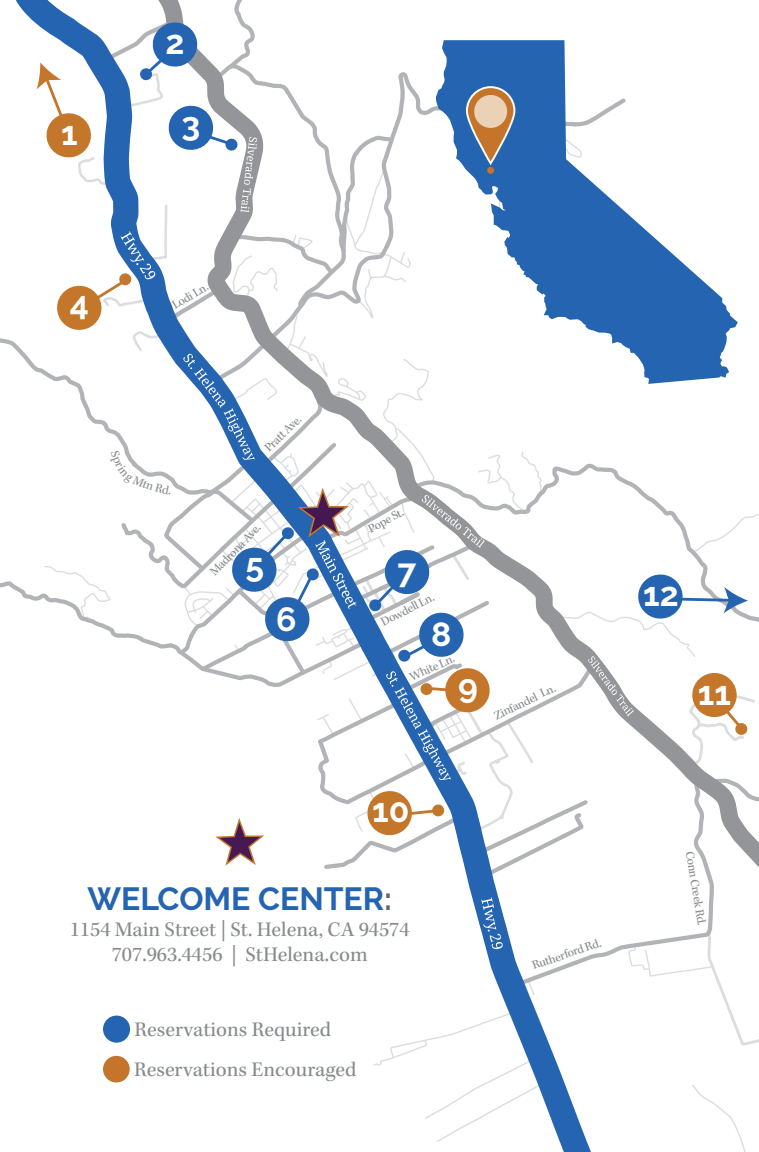 2
1
3
Silverado Trail
Hwy. 29
4
Lodi Ln.
St. Helena Highway
Pratt Ave.
Spring Mtn Rd.
Madrona Ave.
Pope St.
Silverado Trail
5
Main Street
7
6
Dowdell Ln.
12
8
White Ln.
9
St. Helena Highway
Zinfandel Ln.
Silverado Trail
11
10
WELCOME CENTER:
1154 Main Street | St. Helena, CA 94574
707.963.4456 | StHelena.com
Conn Creek Rd.
Hwy. 29
Rutherford Rd.
Reservations Required
Reservations Encouraged